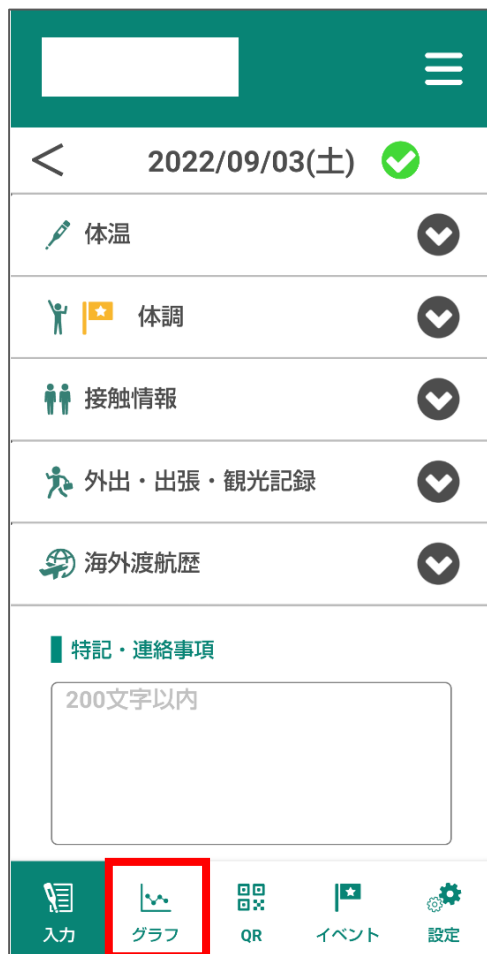 2022/09/03(土)
体温
体調
接触情報
外出・出張・観光記録
海外渡航歴
特記・連絡事項
200文字以内
入力 グラフ QR イベント 設定